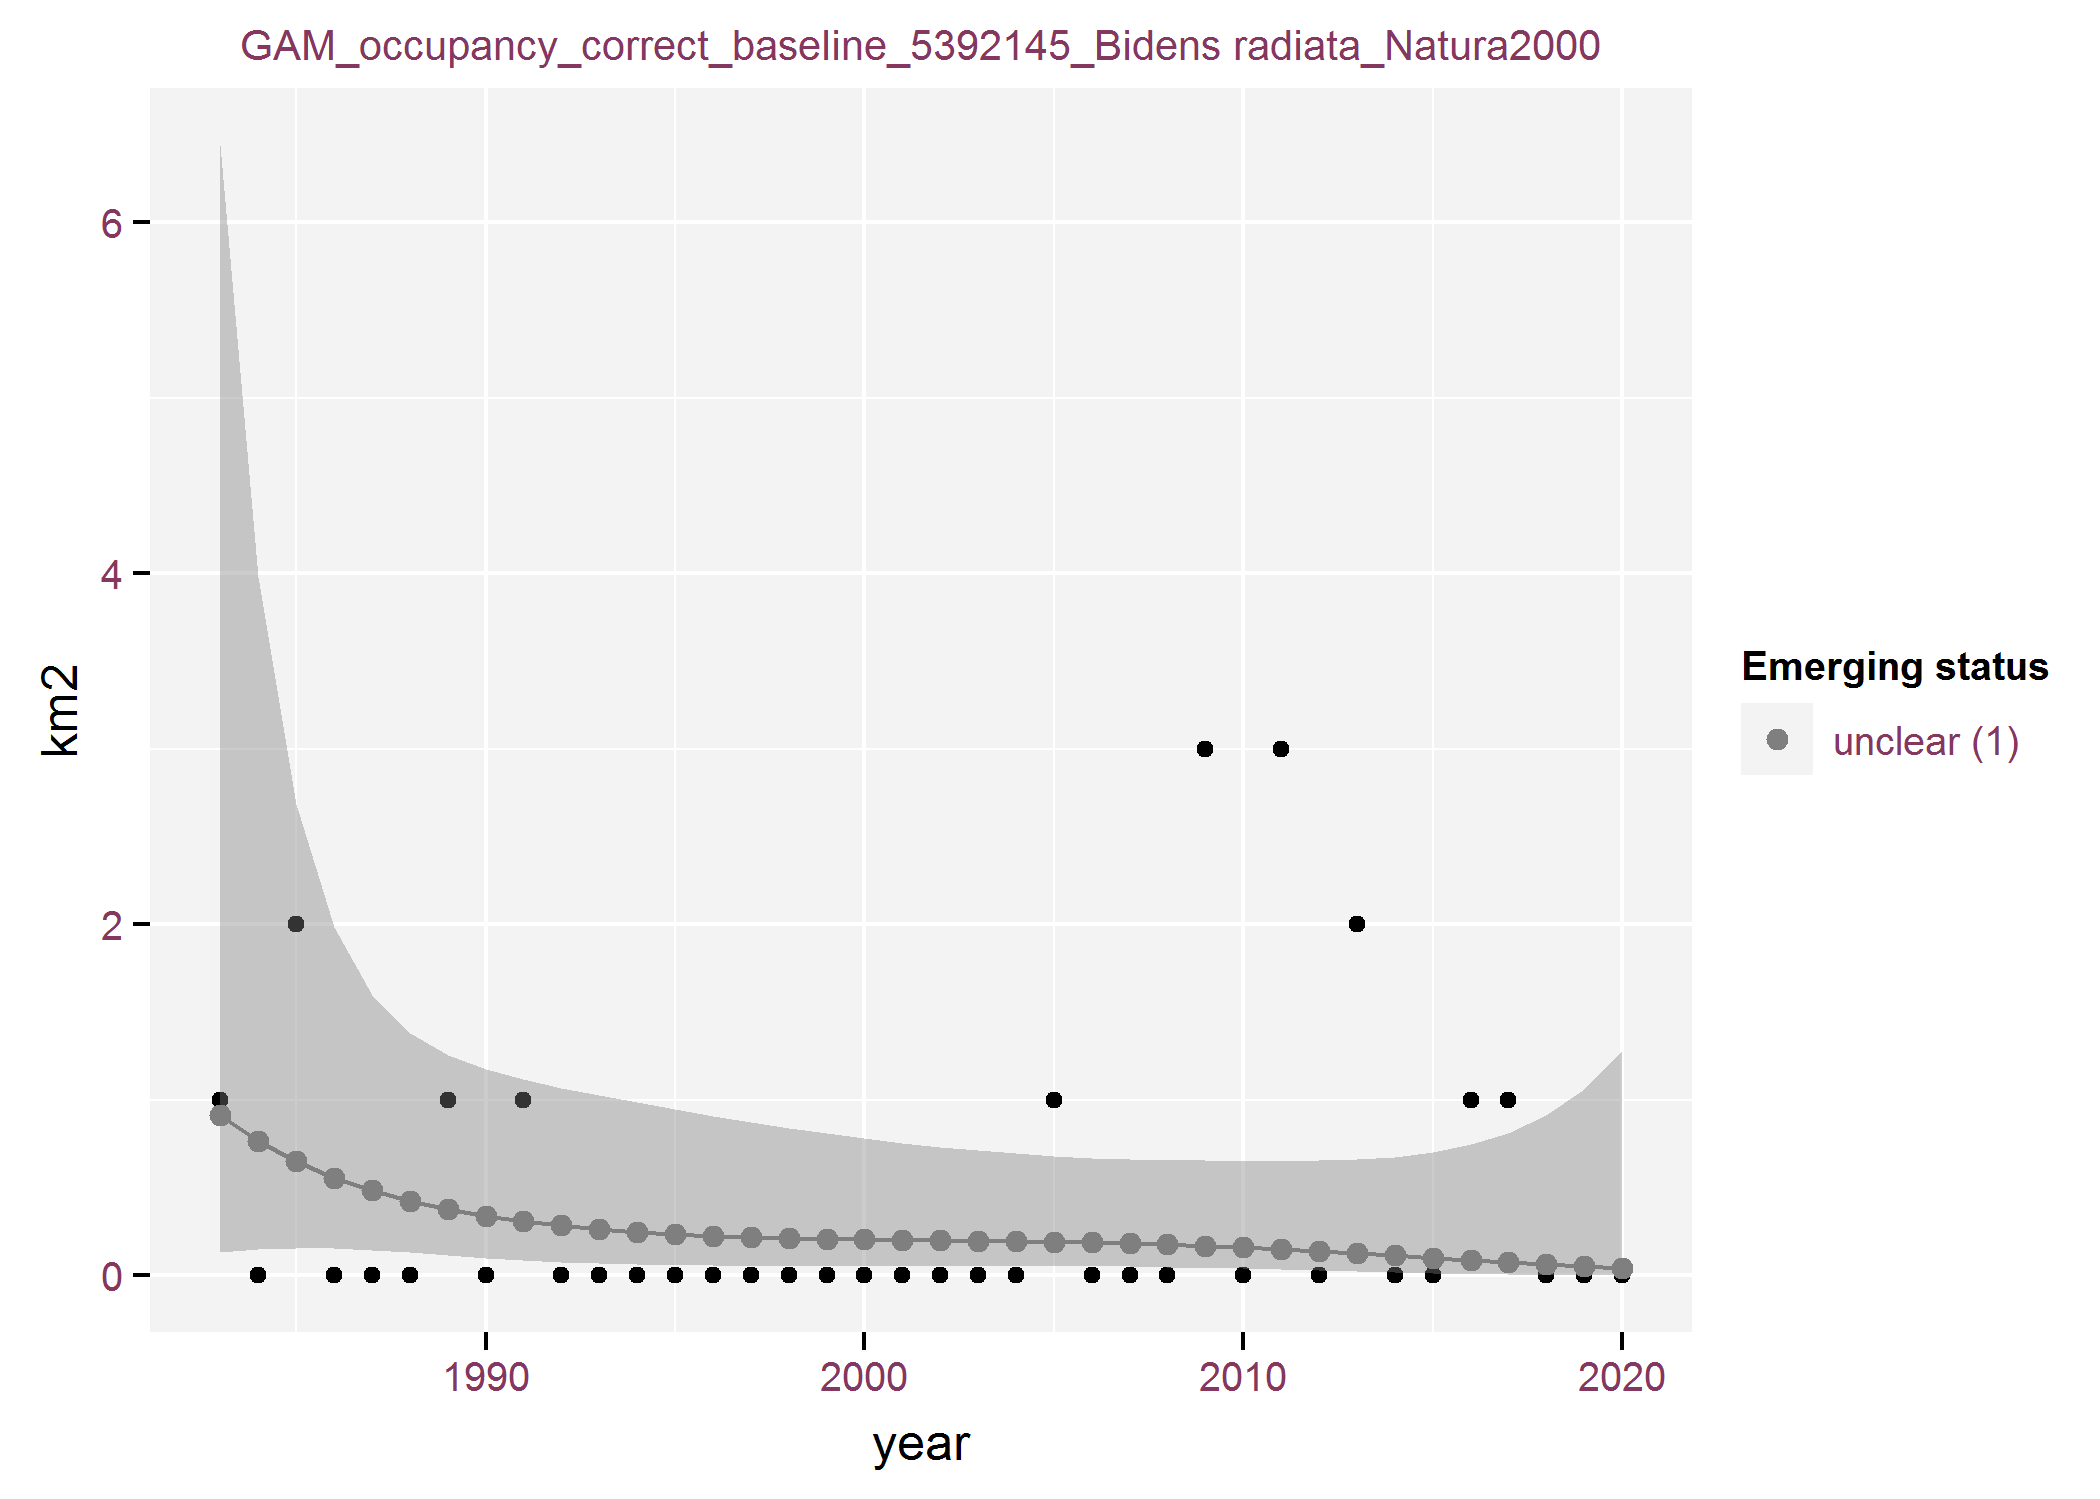 GAM_occupancy_correct_baseline_5392145_Bidens radiata_Natura2000
6
4
2
0
km2
1990
2000
2010
2020
year
Emerging status
unclear (1)